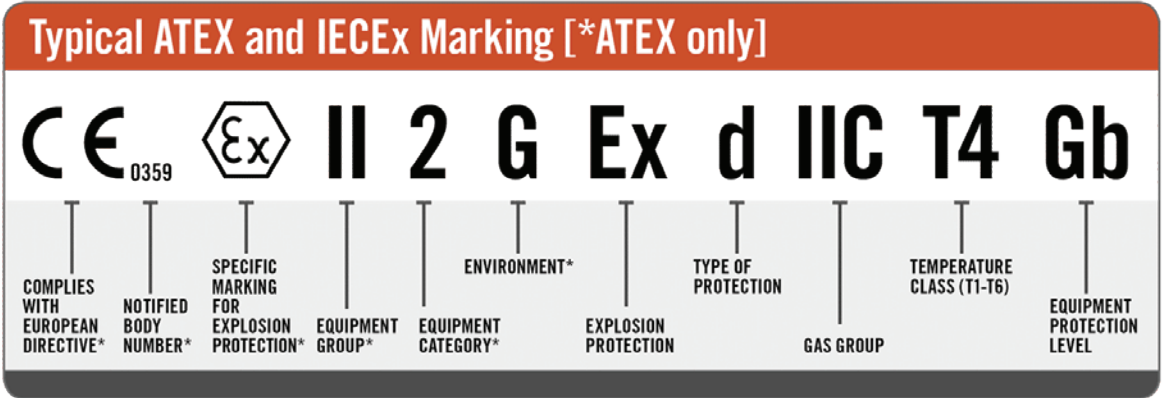 Typical ATEX and IECEx Marking [*ATEX only]
CE 0359 Ex II 2 G Ex d IIC T4 Gb
COMPLIES
WITH
EUROPEAN
DIRECTIVE*
NOTIFIED
BODY
NUMBER*
SPECIFIC
MARKING
FOR
EXPLOSION
PROTECTION*
EQUIPMENT
GROUP*
EQUIPMENT
CATEGORY*
ENVIRONMENT*
EXPLOSION
PROTECTION
TYPE OF
PROTECTION
GAS GROUP
TEMPERATURE
CLASS (T1-T6)
EQUIPMENT
PROTECTION
LEVEL